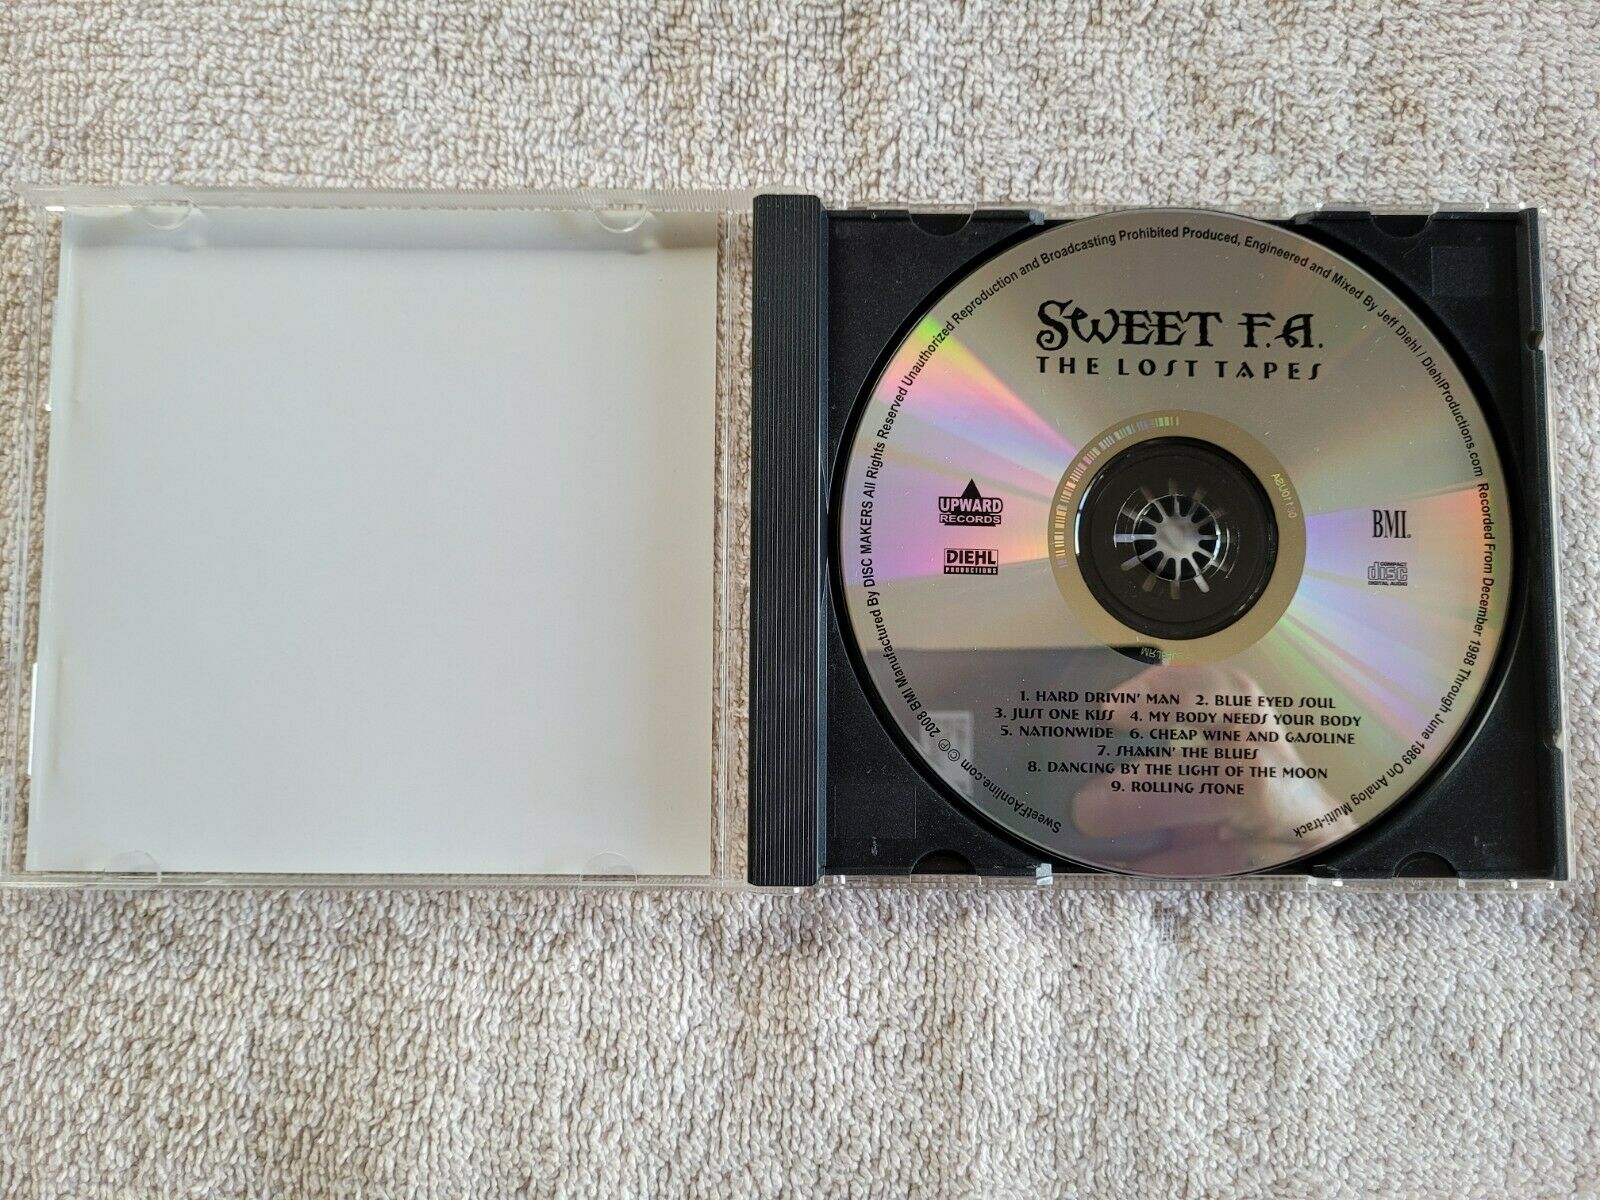 SWEET F.A.
THE LOST TAPES
UPWARD
RECORDS
DIEHL
PRODUCTIONS
BMI.
COMPACT
disc
DIGITAL AUDIO
1. HARD DRIVIN' MAN 2. BLUE EYED SOUL
3. JUST ONE KISS 4. MY BODY NEEDS YOUR BODY
5. NATIONWIDE 6. CHEAP WINE AND GASOLINE
7. SHAKIN' THE BLUES
8. DANCING BY THE LIGHT OF THE MOON
9. ROLLING STONE
SweetFAonline.com ©℗ 2008 BMI Manufactured By DISC MAKERS All Rights Reserved Unauthorized Reproduction and Broadcasting Prohibited Produced, Engineered and Mixed By Jeff Diehl / DiehlProductions.com Recorded From December 1988 Through June 1989 On Analog Multi-track